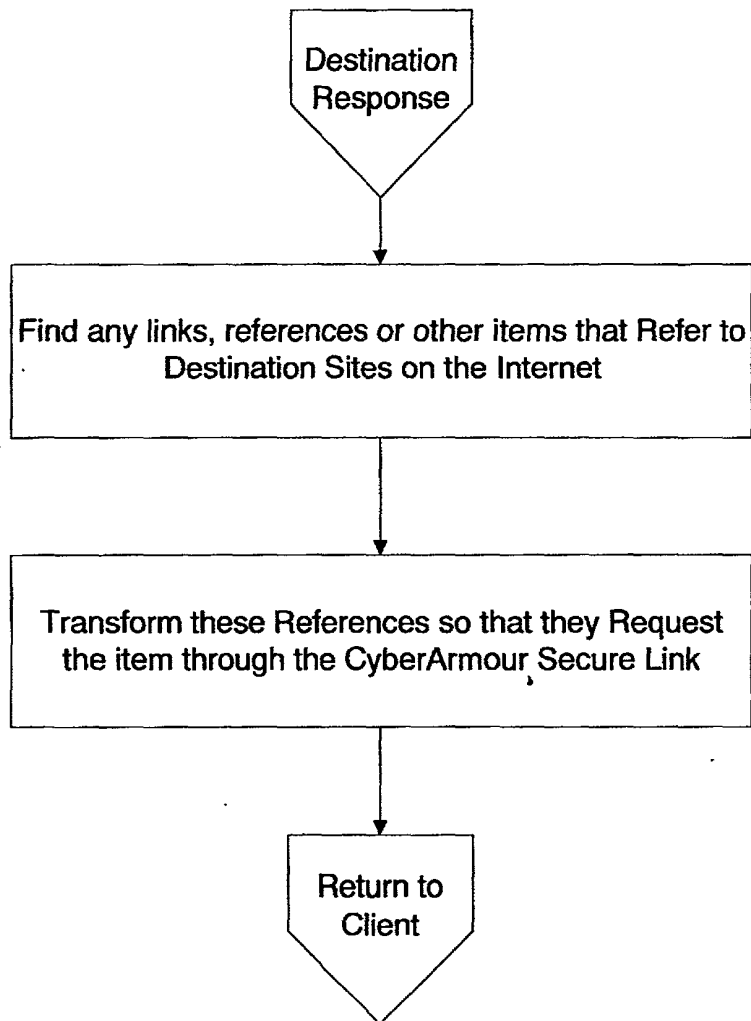 Destination
Response
Find any links, references or other items that Refer to
Destination Sites on the Internet
Transform these References so that they Request
the item through the CyberArmour Secure Link
Return to
Client